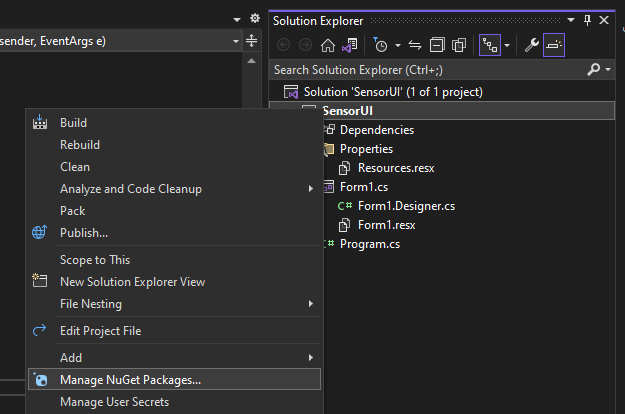 sender, EventArgs e)
Solution Explorer
Search Solution Explorer (Ctrl+;)
Solution 'SensorUI' (1 of 1 project)
SensorUI
Dependencies
Properties
Resources.resx
Form1.cs
C# Form1.Designer.cs
Form1.resx
C# Program.cs
Build
Rebuild
Clean
Analyze and Code Cleanup
Pack
Publish...
Scope to This
New Solution Explorer View
File Nesting
Edit Project File
Add
Manage NuGet Packages...
Manage User Secrets